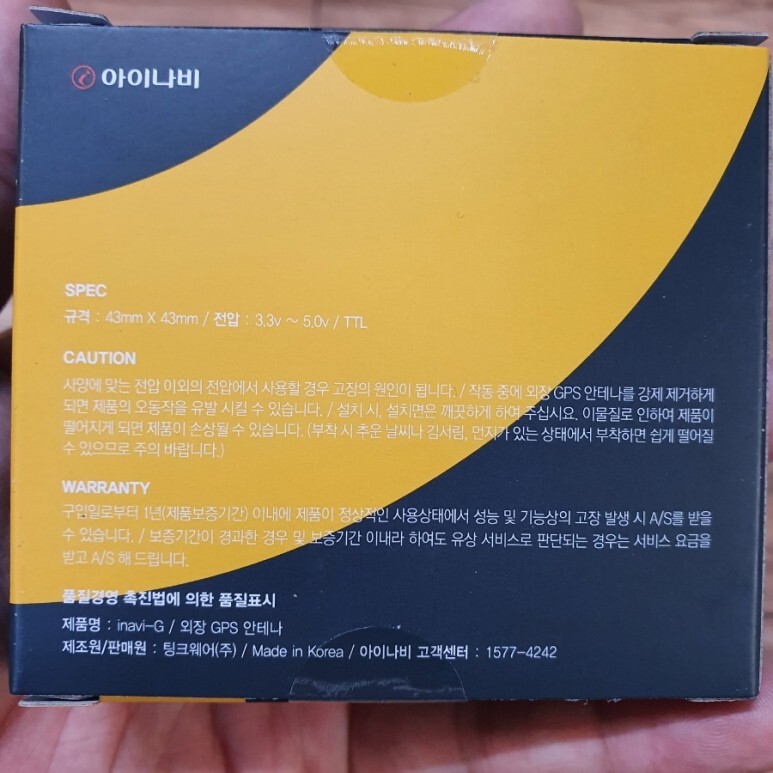 아이나비
SPEC
규격 : 43mm X 43mm / 전압 : 3.3v ~ 5.0v / TTL
CAUTION
사양에 맞는 전압 이외의 전압에서 사용할 경우 고장의 원인이 됩니다. / 작동 중에 외장 GPS 안테나를 강제 제거하게
되면 제품의 오동작을 유발 시킬 수 있습니다. / 설치 시, 설치면은 깨끗하게 하여 주십시요. 이물질로 인하여 제품이
떨어지게 되면 제품이 손상될 수 있습니다. (부착 시 추운 날씨나 김서림, 먼지가 있는 상태에서 부착하면 쉽게 떨어질
수 있으므로 주의 바랍니다.)
WARRANTY
구입일로부터 1년(제품보증기간) 이내에 제품이 정상적인 사용상태에서 성능 및 기능상의 고장 발생 시 A/S를 받을
수 있습니다. / 보증기간이 경과한 경우 및 보증기간 이내라 하여도 유상 서비스로 판단되는 경우는 서비스 요금을
받고 A/S 해 드립니다.
품질경영 촉진법에 의한 품질표시
제품명 : inavi-G / 외장 GPS 안테나
제조원/판매원 : 팅크웨어(주) / Made in Korea / 아이나비 고객센터 : 1577-4242